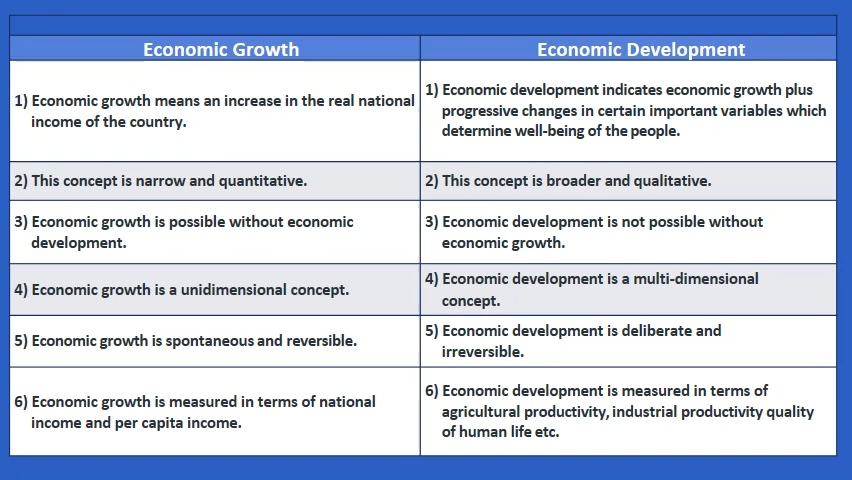 Economic Growth
Economic Development
1) Economic growth means an increase in the real national
income of the country.
1) Economic development indicates economic growth plus
progressive changes in certain important variables which
determine well-being of the people.
2) This concept is narrow and quantitative.
2) This concept is broader and qualitative.
3) Economic growth is possible without economic
development.
3) Economic development is not possible without
economic growth.
4) Economic growth is a unidimensional concept.
4) Economic development is a multi-dimensional
concept.
5) Economic growth is spontaneous and reversible.
5) Economic development is deliberate and
irreversible.
6) Economic growth is measured in terms of national
income and per capita income.
6) Economic development is measured in terms of
agricultural productivity, industrial productivity quality
of human life etc.